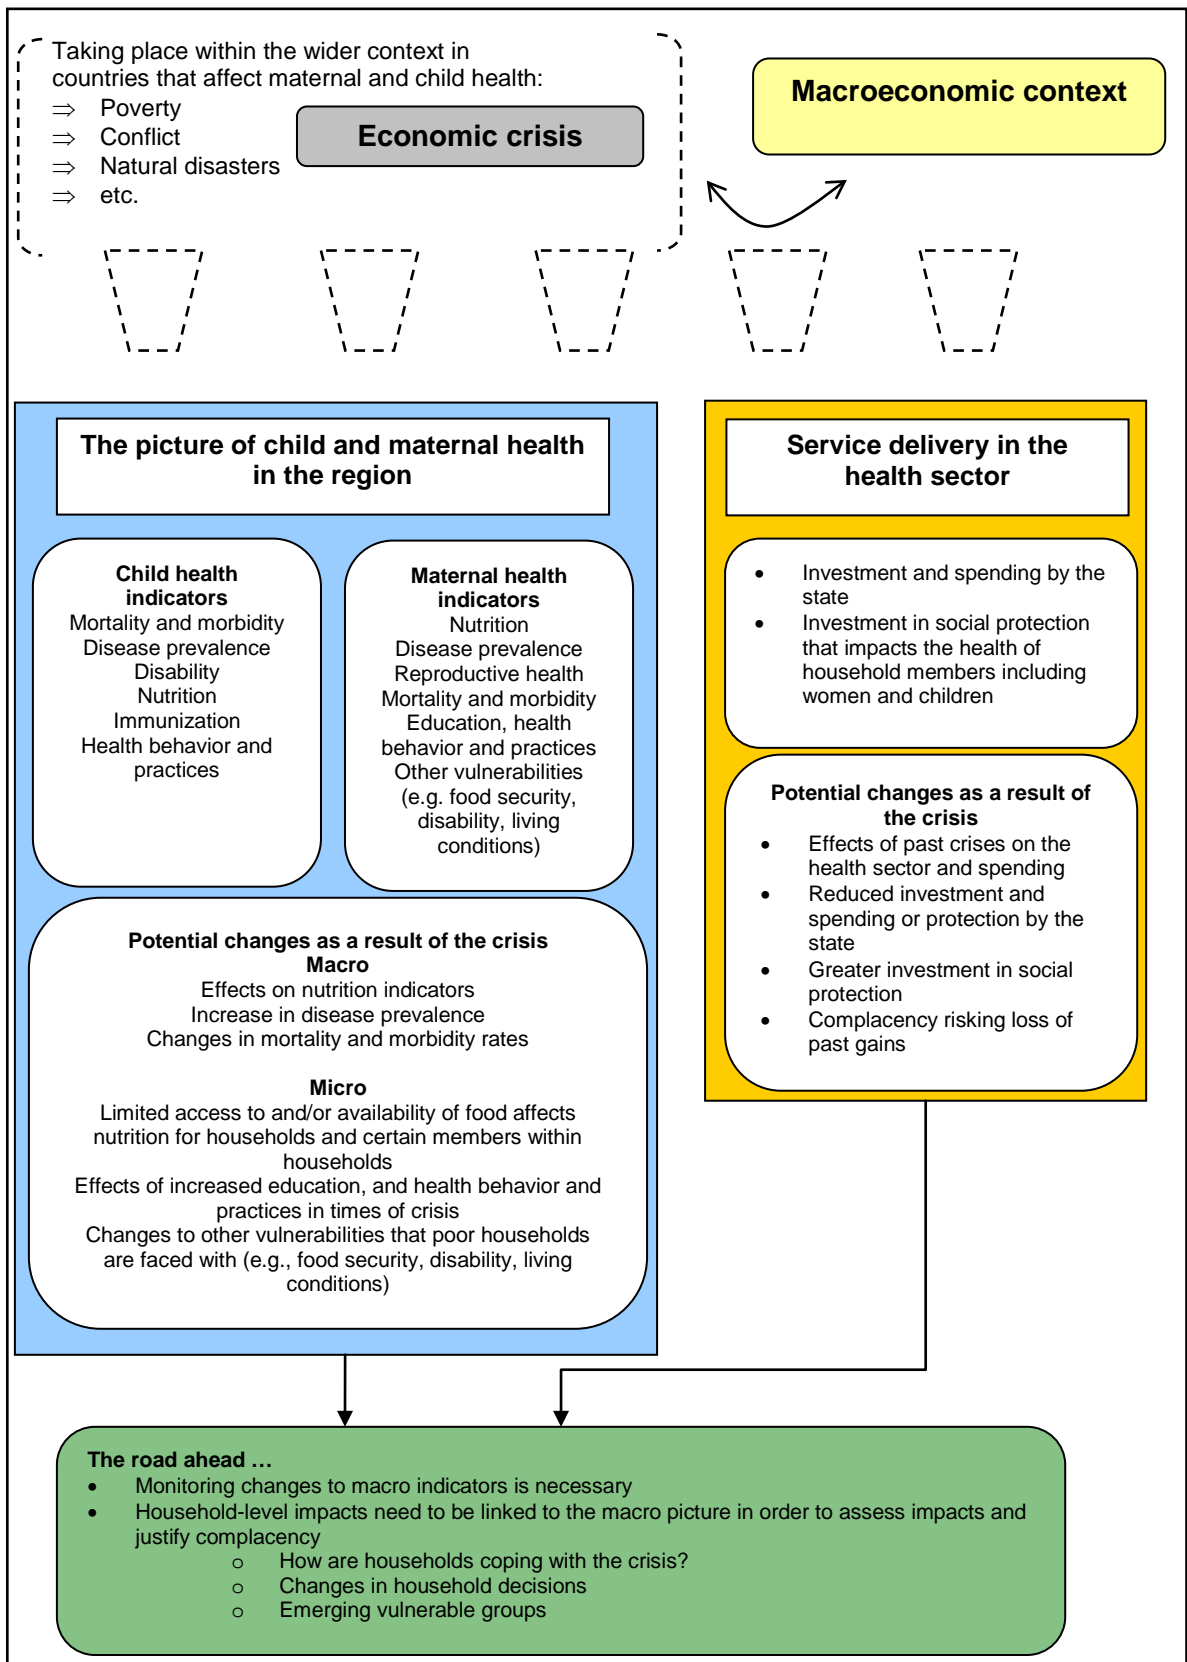 Taking place within the wider context in
countries that affect maternal and child health:
⇒ Poverty
⇒ Conflict
⇒ Natural disasters
⇒ etc.
Economic crisis
Macroeconomic context
The picture of child and maternal health
in the region
Child health
indicators
Mortality and morbidity
Disease prevalence
Disability
Nutrition
Immunization
Health behavior and
practices
Maternal health
indicators
Nutrition
Disease prevalence
Reproductive health
Mortality and morbidity
Education, health
behavior and practices
Other vulnerabilities
(e.g. food security,
disability, living
conditions)
Potential changes as a result of the crisis
Macro
Effects on nutrition indicators
Increase in disease prevalence
Changes in mortality and morbidity rates
Micro
Limited access to and/or availability of food affects
nutrition for households and certain members within
households
Effects of increased education, and health behavior and
practices in times of crisis
Changes to other vulnerabilities that poor households
are faced with (e.g., food security, disability, living
conditions)
Service delivery in the
health sector
• Investment and spending by the
state
• Investment in social protection
that impacts the health of
household members including
women and children
Potential changes as a result of
the crisis
• Effects of past crises on the
health sector and spending
• Reduced investment and
spending or protection by the
state
• Greater investment in social
protection
• Complacency risking loss of
past gains
The road ahead …
• Monitoring changes to macro indicators is necessary
• Household-level impacts need to be linked to the macro picture in order to assess impacts and
justify complacency
o How are households coping with the crisis?
o Changes in household decisions
o Emerging vulnerable groups